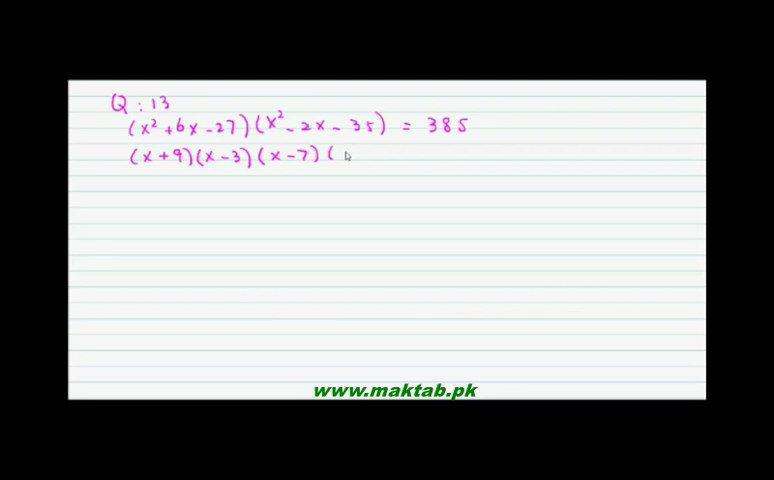 Q : 13
(x² + 6x - 27) (x² - 2x - 35) = 385
(x + 9) (x - 3) (x - 7) (
www.maktab.pk